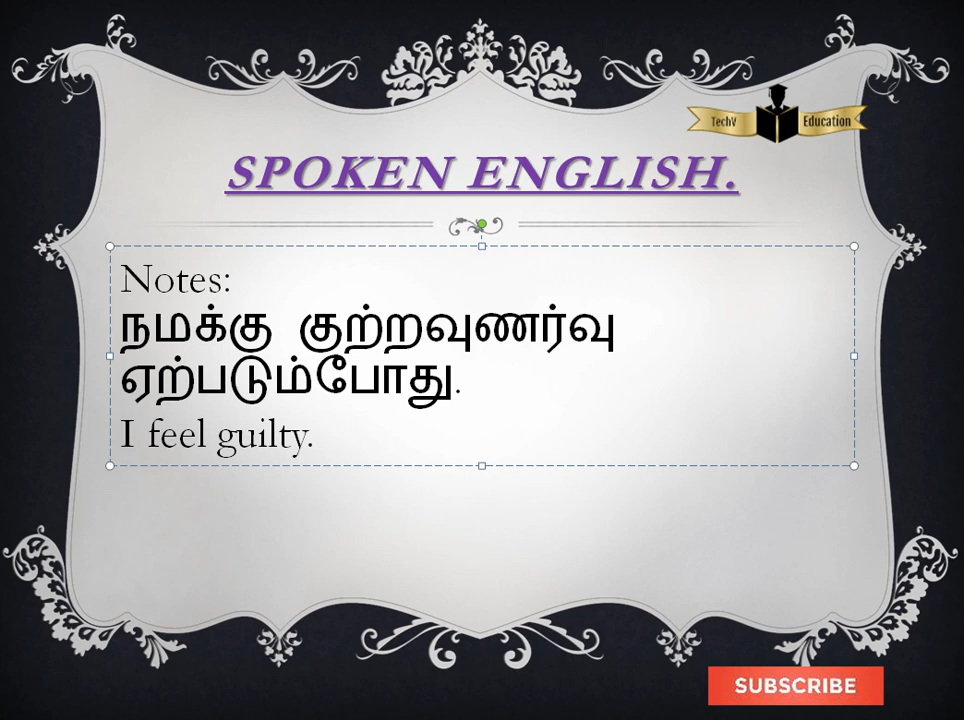 TechV Education
SPOKEN ENGLISH.
Notes:
நமக்கு குற்றவுணர்வு
ஏற்படும்போது.
I feel guilty.
SUBSCRIBE